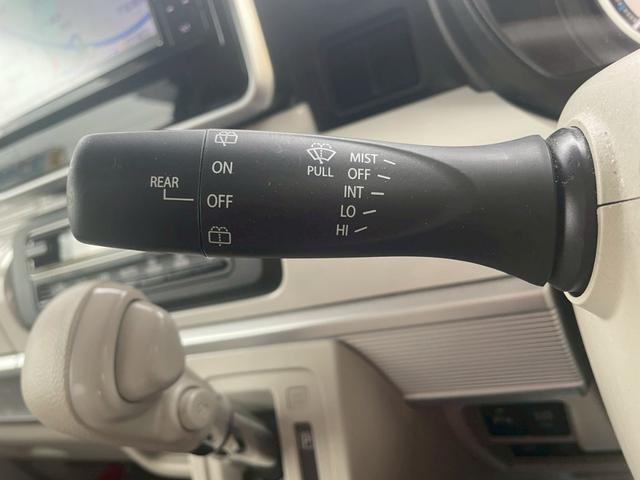 MIST
OFF
INT
LO
HI
PULL
REAR
ON
OFF